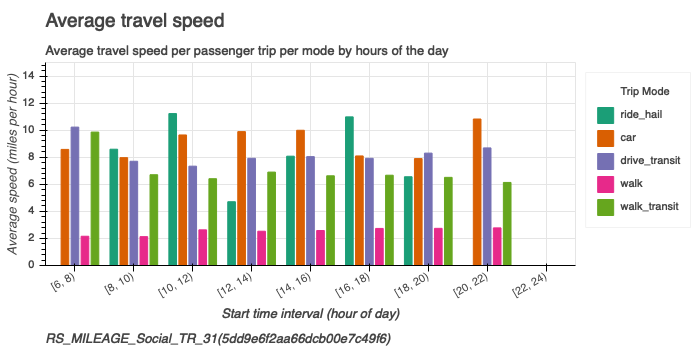 Average travel speed
Average travel speed per passenger trip per mode by hours of the day
Average speed (miles per hour)
14
12
10
8
6
4
2
0
[6, 8)
[8, 10)
[10, 12)
[12, 14)
[14, 16)
[16, 18)
[18, 20)
[20, 22)
[22, 24)
Start time interval (hour of day)
Trip Mode
ride_hail
car
drive_transit
walk
walk_transit
RS_MILEAGE_Social_TR_31(5dd9e6f2aa66dcb00e7c49f6)